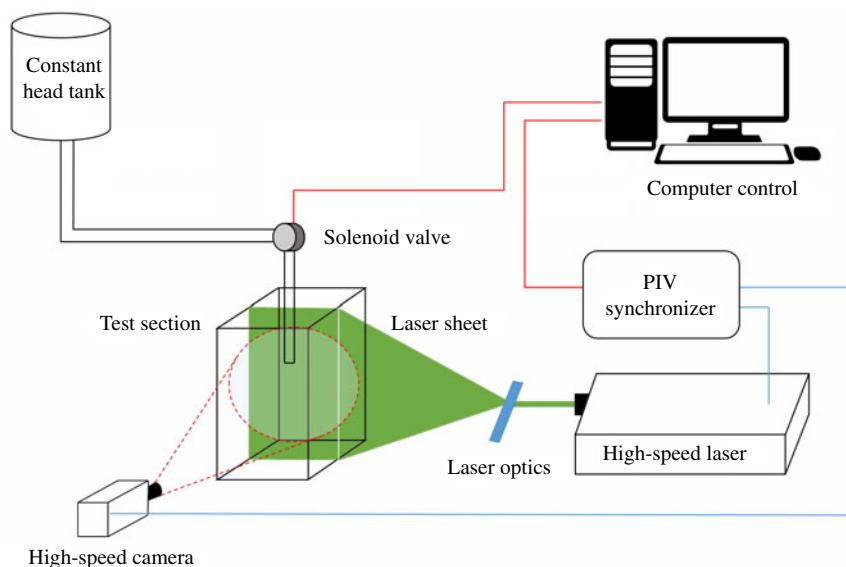 Constant
head tank
Computer control
Solenoid valve
PIV
synchronizer
Test section
Laser sheet
High-speed laser
Laser optics
High-speed camera